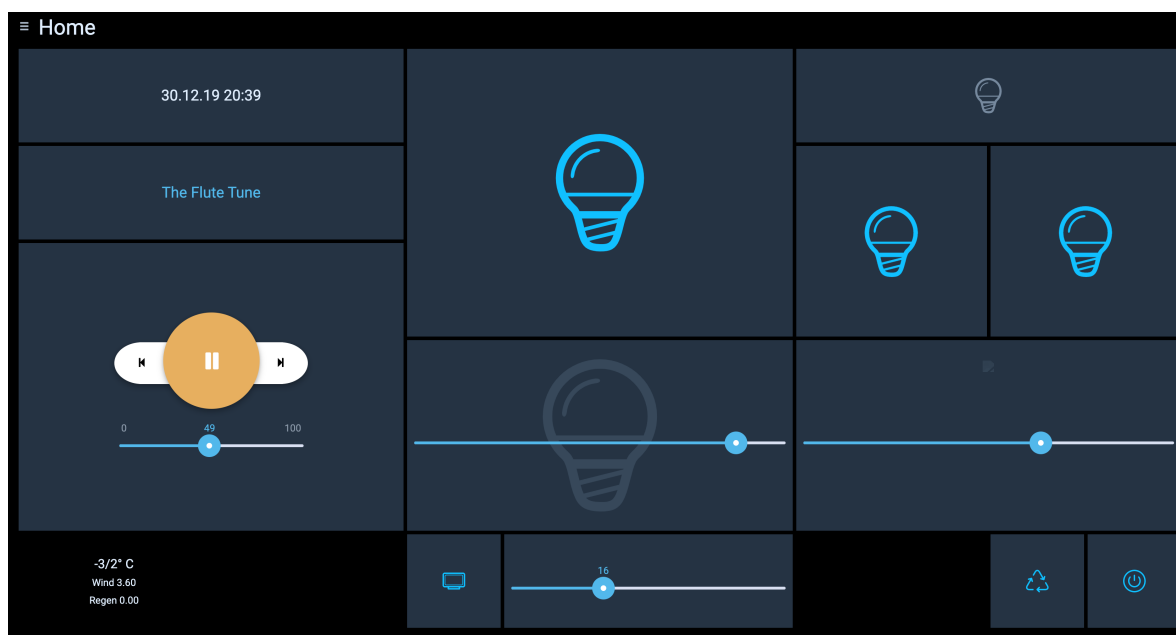 Home
30.12.19 20:39
The Flute Tune
0 49 100
-3/2° C
Wind 3.60
Regen 0.00
16